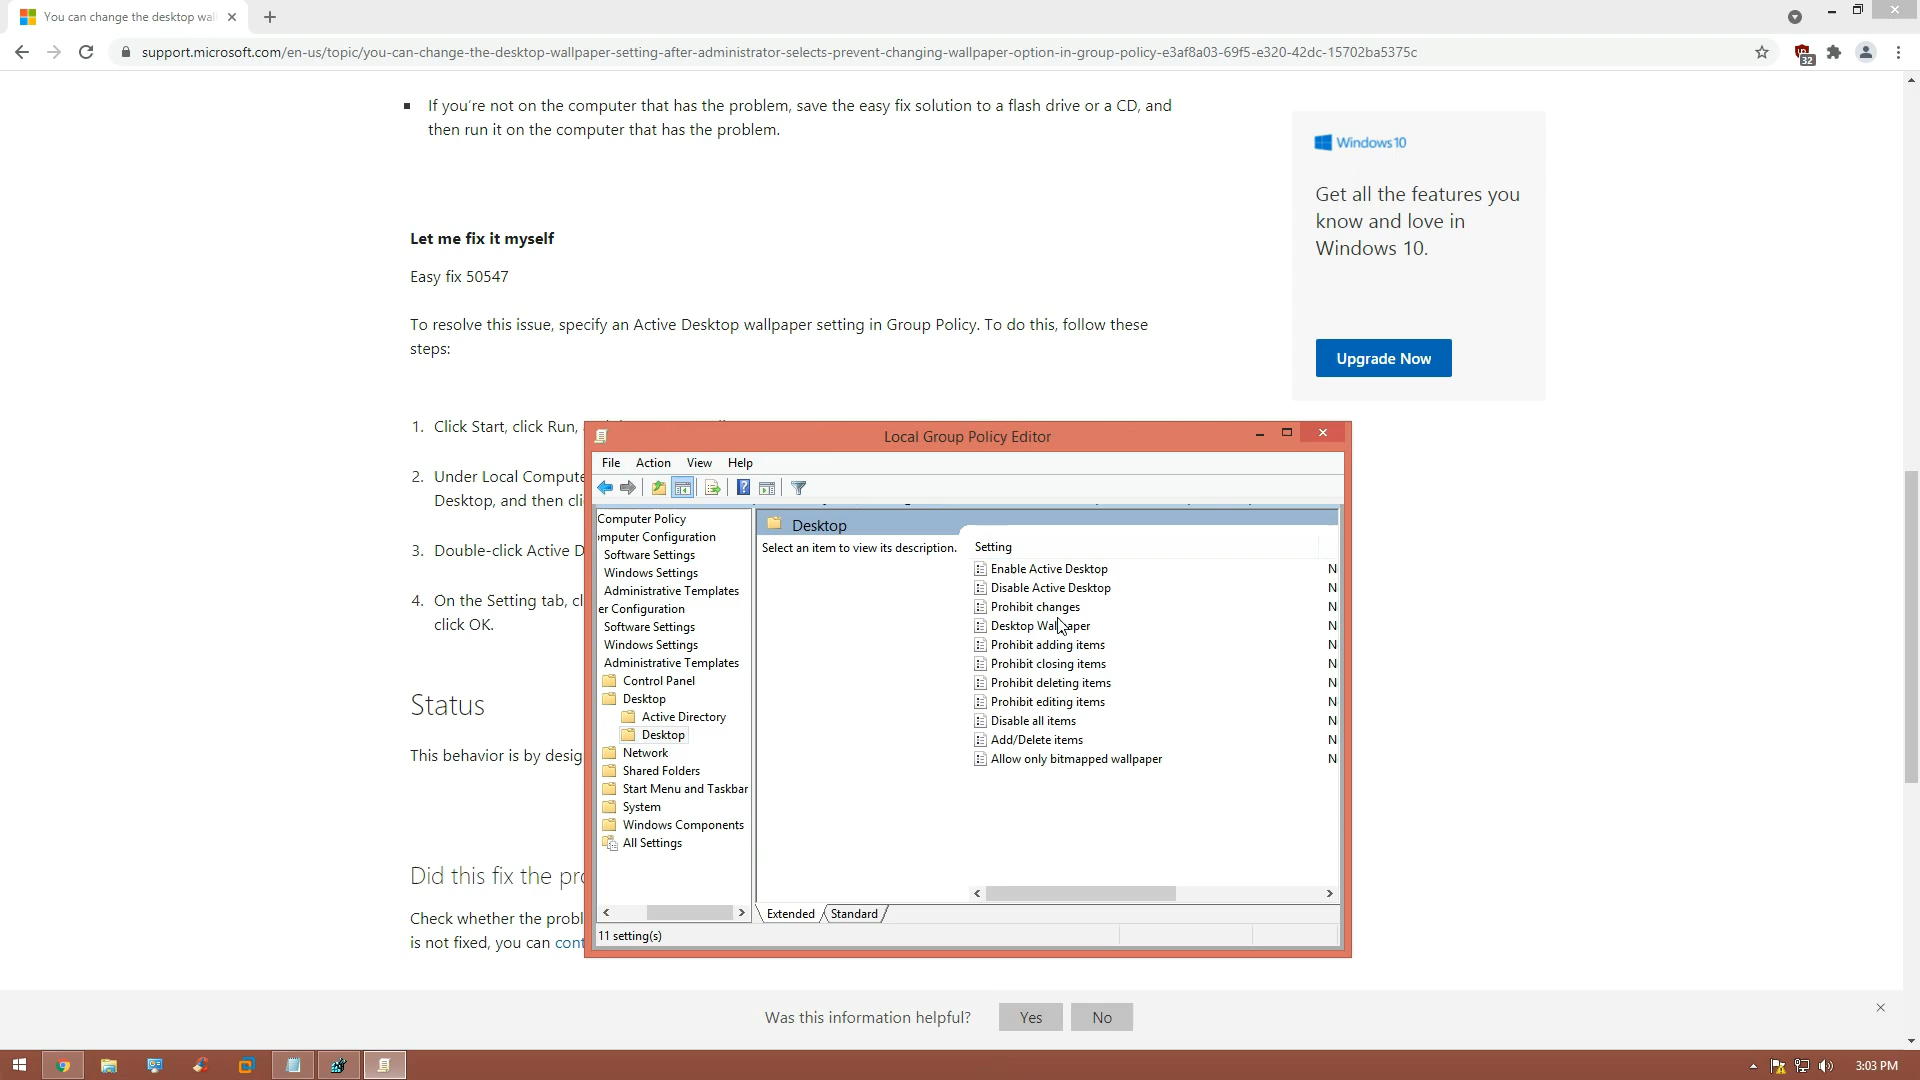 You can change the desktop wal
support.microsoft.com/en-us/topic/you-can-change-the-desktop-wallpaper-setting-after-administrator-selects-prevent-changing-wallpaper-option-in-group-policy-e3af8a03-69f5-e320-42dc-15702ba5375c
32
If you're not on the computer that has the problem, save the easy fix solution to a flash drive or a CD, and
then run it on the computer that has the problem.
Windows 10
Get all the features you
know and love in
Windows 10.
Upgrade Now
Let me fix it myself
Easy fix 50547
To resolve this issue, specify an Active Desktop wallpaper setting in Group Policy. To do this, follow these
steps:
1. Click Start, click Run,
2. Under Local Compute
Desktop, and then cli
3. Double-click Active D
4. On the Setting tab, cl
click OK.
Status
This behavior is by desig
Did this fix the pro
Check whether the probl
is not fixed, you can cont
Local Group Policy Editor
File Action View Help
Computer Policy
mputer Configuration
Software Settings
Windows Settings
Administrative Templates
er Configuration
Software Settings
Windows Settings
Administrative Templates
Control Panel
Desktop
Active Directory
Desktop
Network
Shared Folders
Start Menu and Taskbar
System
Windows Components
All Settings
Desktop
Select an item to view its description.
Setting
Enable Active Desktop N
Disable Active Desktop N
Prohibit changes N
Desktop Wallpaper N
Prohibit adding items N
Prohibit closing items N
Prohibit deleting items N
Prohibit editing items N
Disable all items N
Add/Delete items N
Allow only bitmapped wallpaper N
Extended Standard
11 setting(s)
Was this information helpful? Yes No
3:03 PM